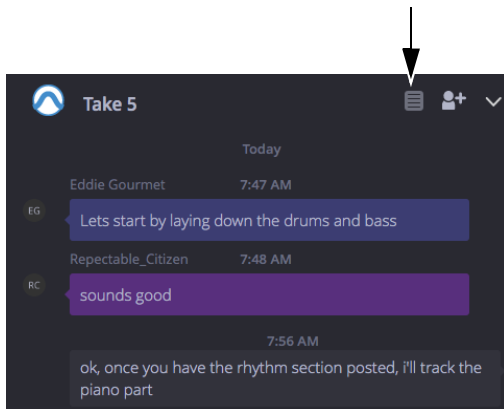 Take 5
Today
Eddie Gourmet 7:47 AM
EG
Lets start by laying down the drums and bass
Repectable_Citizen 7:48 AM
RC
sounds good
7:56 AM
ok, once you have the rhythm section posted, i'll track the
piano part